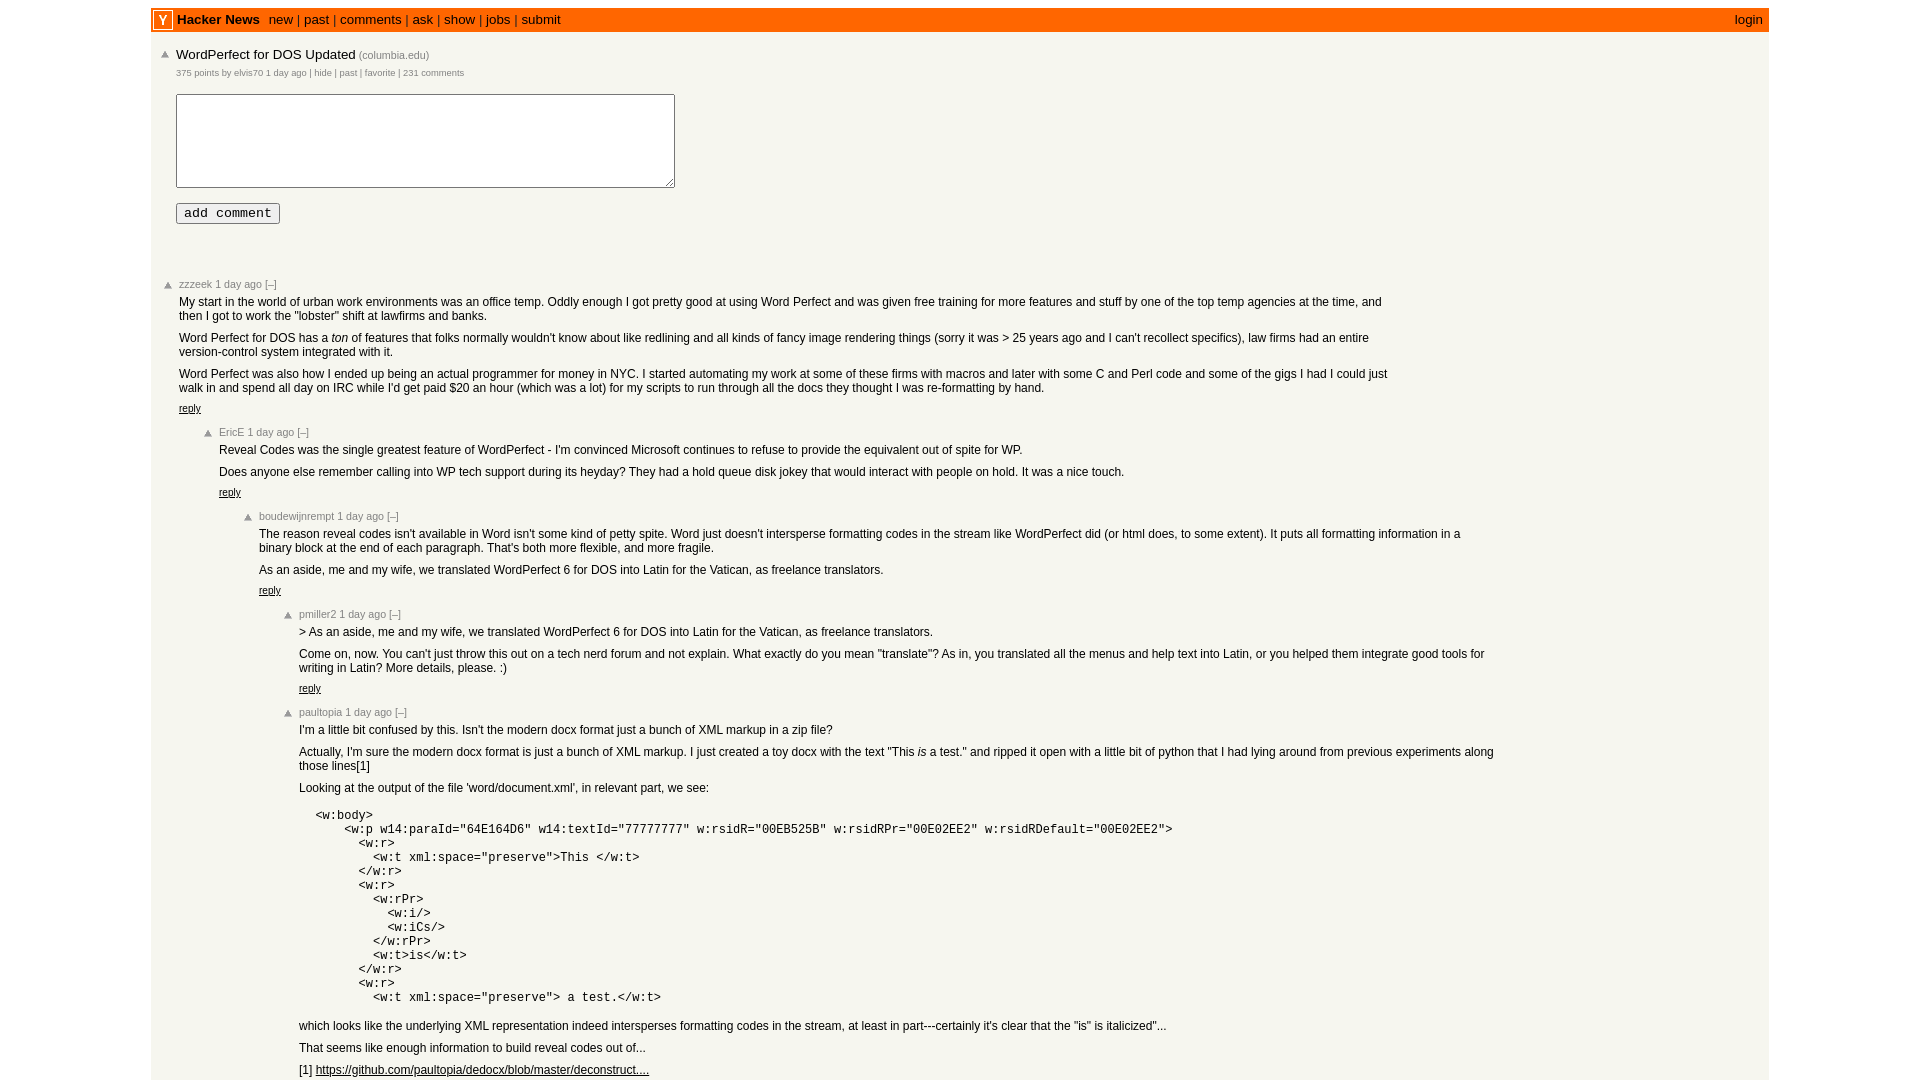 Y Hacker News new | past | comments | ask | show | jobs | submit login
WordPerfect for DOS Updated (columbia.edu)
375 points by elvis70 1 day ago | hide | past | favorite | 231 comments
add comment
zzzeek 1 day ago [–]
My start in the world of urban work environments was an office temp. Oddly enough I got pretty good at using Word Perfect and was given free training for more features and stuff by one of the top temp agencies at the time, and
then I got to work the "lobster" shift at lawfirms and banks.
Word Perfect for DOS has a ton of features that folks normally wouldn't know about like redlining and all kinds of fancy image rendering things (sorry it was > 25 years ago and I can't recollect specifics), law firms had an entire
version-control system integrated with it.
Word Perfect was also how I ended up being an actual programmer for money in NYC. I started automating my work at some of these firms with macros and later with some C and Perl code and some of the gigs I had I could just
walk in and spend all day on IRC while I'd get paid $20 an hour (which was a lot) for my scripts to run through all the docs they thought I was re-formatting by hand.
reply
EricE 1 day ago [–]
Reveal Codes was the single greatest feature of WordPerfect - I'm convinced Microsoft continues to refuse to provide the equivalent out of spite for WP.
Does anyone else remember calling into WP tech support during its heyday? They had a hold queue disk jokey that would interact with people on hold. It was a nice touch.
reply
boudewijnrempt 1 day ago [–]
The reason reveal codes isn't available in Word isn't some kind of petty spite. Word just doesn't intersperse formatting codes in the stream like WordPerfect did (or html does, to some extent). It puts all formatting information in a
binary block at the end of each paragraph. That's both more flexible, and more fragile.
As an aside, me and my wife, we translated WordPerfect 6 for DOS into Latin for the Vatican, as freelance translators.
reply
pmiller2 1 day ago [–]
> As an aside, me and my wife, we translated WordPerfect 6 for DOS into Latin for the Vatican, as freelance translators.
Come on, now. You can't just throw this out on a tech nerd forum and not explain. What exactly do you mean "translate"? As in, you translated all the menus and help text into Latin, or you helped them integrate good tools for
writing in Latin? More details, please. :)
reply
paultopia 1 day ago [–]
I'm a little bit confused by this. Isn't the modern docx format just a bunch of XML markup in a zip file?
Actually, I'm sure the modern docx format is just a bunch of XML markup. I just created a toy docx with the text "This is a test." and ripped it open with a little bit of python that I had lying around from previous experiments along
those lines[1]
Looking at the output of the file 'word/document.xml', in relevant part, we see:
<w:body>
<w:p w14:paraId="64E164D6" w14:textId="77777777" w:rsidR="00EB525B" w:rsidRPr="00E02EE2" w:rsidRDefault="00E02EE2">
<w:r>
<w:t xml:space="preserve">This </w:t>
</w:r>
<w:r>
<w:rPr>
<w:i/>
<w:iCs/>
</w:rPr>
<w:t>is</w:t>
</w:r>
<w:r>
<w:t xml:space="preserve"> a test.</w:t>
which looks like the underlying XML representation indeed intersperses formatting codes in the stream, at least in part---certainly it's clear that the "is" is italicized"...
That seems like enough information to build reveal codes out of...
[1] https://github.com/paultopia/dedocx/blob/master/deconstruct....